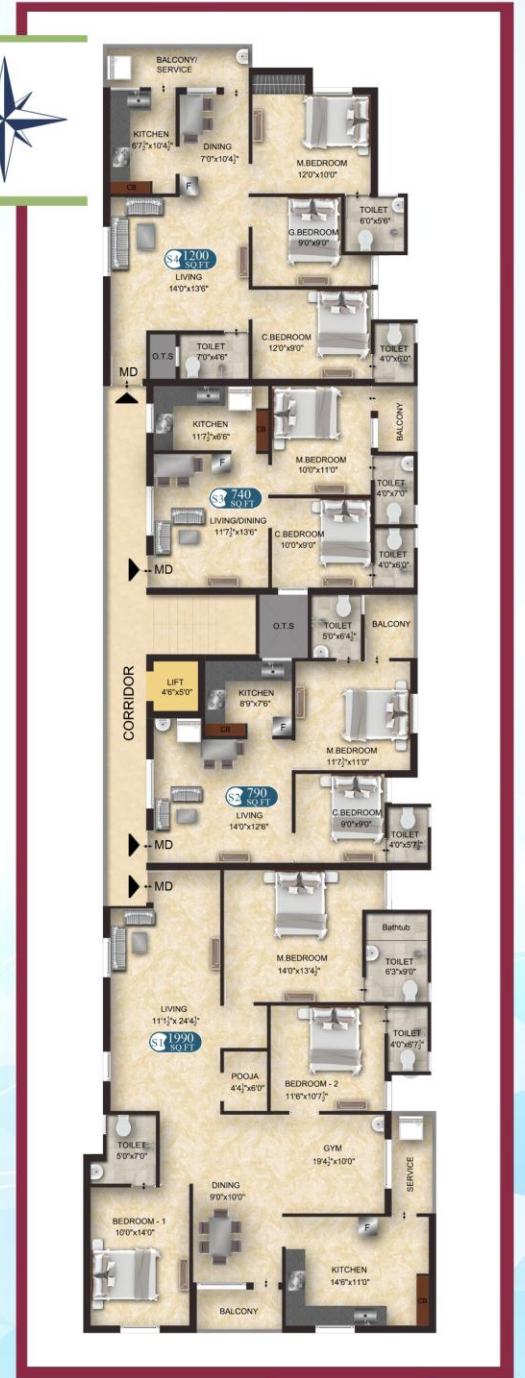 BALCONY/
SERVICE
KITCHEN
6'7½"x10'4½"
DINING
7'0"x10'4½"
M.BEDROOM
12'0"x10'0"
CB
F
TOILET
6'0"x5'6"
G.BEDROOM
9'0"x9'0"
S4 1200
SQ.FT
LIVING
14'0"x13'6"
C.BEDROOM
12'0"x9'0"
O.T.S
TOILET
7'0"x4'6"
TOILET
4'0"x6'0"
MD
KITCHEN
11'7½"x6'6"
CB
M.BEDROOM
10'0"x11'0"
BALCONY
F
S3 740
SQ.FT
LIVING/DINING
11'7½"x13'6"
TOILET
4'0"x7'0"
C.BEDROOM
10'0"x9'0"
TOILET
4'0"x6'0"
MD
O.T.S
TOILET
5'0"x6'4½"
BALCONY
CORRIDOR
LIFT
4'6"x5'0"
KITCHEN
8'9"x7'6"
CB
F
M.BEDROOM
11'7½"x11'0"
S2 790
SQ.FT
LIVING
14'0"x12'6"
C.BEDROOM
9'0"x9'0"
TOILET
4'0"x5'7½"
MD
MD
M.BEDROOM
14'0"x13'4½"
Bathtub
TOILET
6'3"x9'0"
LIVING
11'1½"x 24'4½"
S1 1990
SQ.FT
TOILET
4'0"x6'7½"
POOJA
4'4½"x6'0"
BEDROOM - 2
11'6"x10'7½"
TOILET
5'0"x7'0"
GYM
19'4½"x10'0"
SERVICE
DINING
9'0"x10'0"
BEDROOM - 1
10'0"x14'0"
F
KITCHEN
14'6"x11'0"
CB
BALCONY